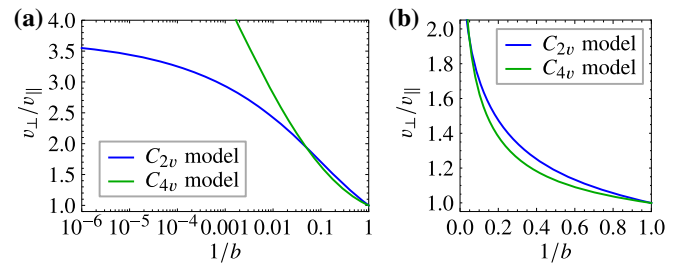 (a)
4.0
3.5
3.0
2.5
2.0
1.5
1.0
v⊥/v∥
C2v model
C4v model
10−6 10−5 10−4 0.001 0.01 0.1 1
1/b
(b)
2.0
1.8
1.6
1.4
1.2
1.0
v⊥/v∥
C2v model
C4v model
0.0 0.2 0.4 0.6 0.8 1.0
1/b